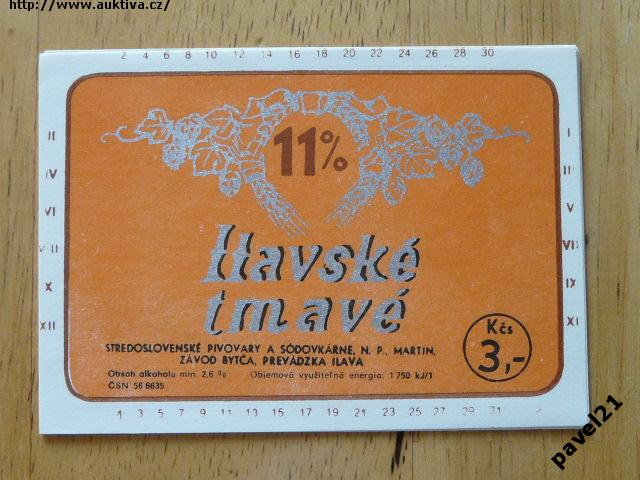 http://www.auktiva.cz/
2 4 6 8 10 12 14 16 18 20 22 24 26 28 30
II
IV
VI
VIII
X
XII
11%
Ilavské
tmavé
STREDOSLOVENSKÉ PIVOVARY A SÓDOVKÁRNE, N. P., MARTIN,
ZÁVOD BYTČA, PREVÁDZKA ILAVA
Obsah alkoholu min. 2,6 % Objemová využiteľná energia: 1 750 kJ/1
ČSN 56 6635
Kčs
3,-
I
III
V
VII
IX
XI
1 3 5 7 9 11 13 15 17 19 21 23 25 27 29 31
pavel21